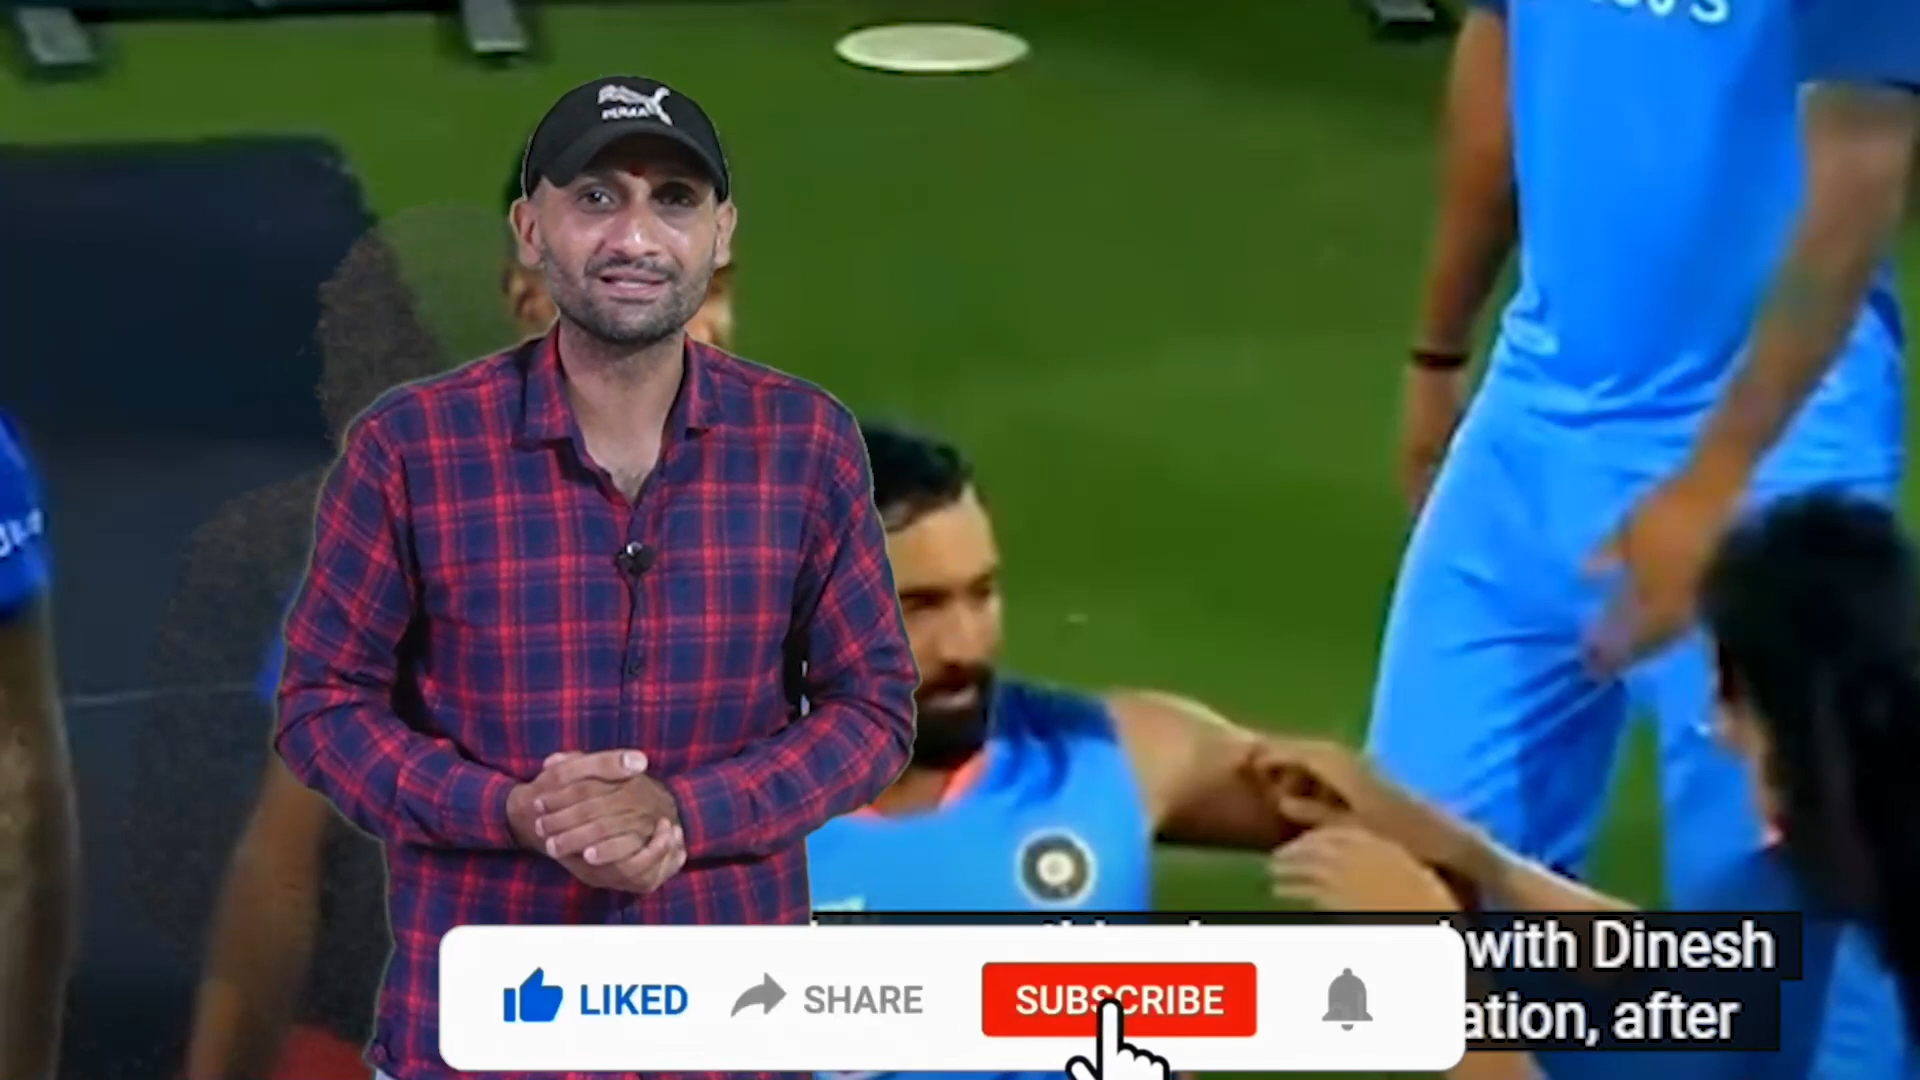 PUMA
with Dinesh
LIKED
SHARE
SUBSCRIBE
ation, after